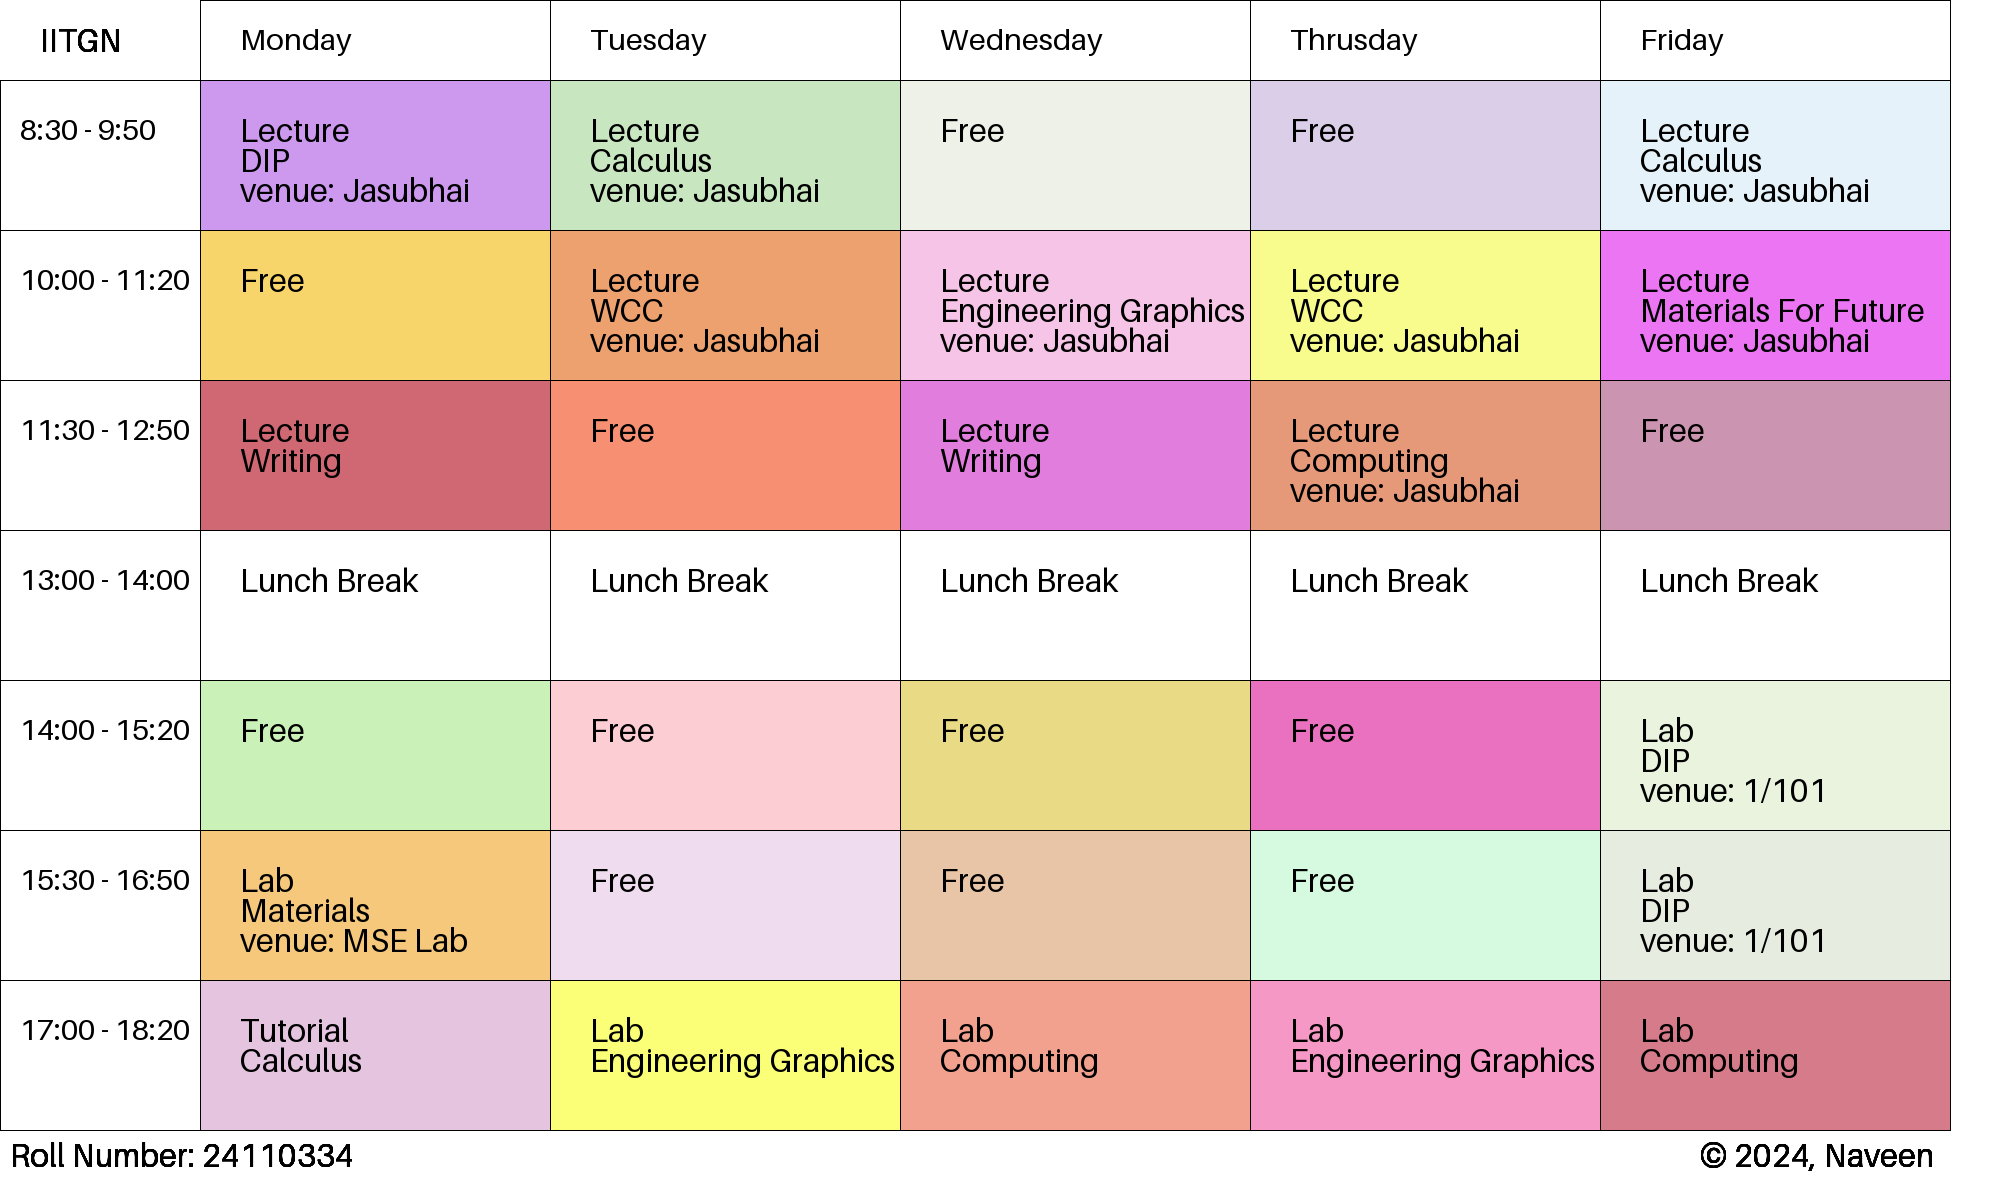 IITGN Monday Tuesday Wednesday Thrusday Friday
8:30 - 9:50
Lecture
DIP
venue: Jasubhai
Lecture
Calculus
venue: Jasubhai
Free
Free
Lecture
Calculus
venue: Jasubhai
10:00 - 11:20
Free
Lecture
WCC
venue: Jasubhai
Lecture
Engineering Graphics
venue: Jasubhai
Lecture
WCC
venue: Jasubhai
Lecture
Materials For Future
venue: Jasubhai
11:30 - 12:50
Lecture
Writing
Free
Lecture
Writing
Lecture
Computing
venue: Jasubhai
Free
13:00 - 14:00
Lunch Break
Lunch Break
Lunch Break
Lunch Break
Lunch Break
14:00 - 15:20
Free
Free
Free
Free
Lab
DIP
venue: 1/101
15:30 - 16:50
Lab
Materials
venue: MSE Lab
Free
Free
Free
Lab
DIP
venue: 1/101
17:00 - 18:20
Tutorial
Calculus
Lab
Engineering Graphics
Lab
Computing
Lab
Engineering Graphics
Lab
Computing
Roll Number: 24110334
© 2024, Naveen